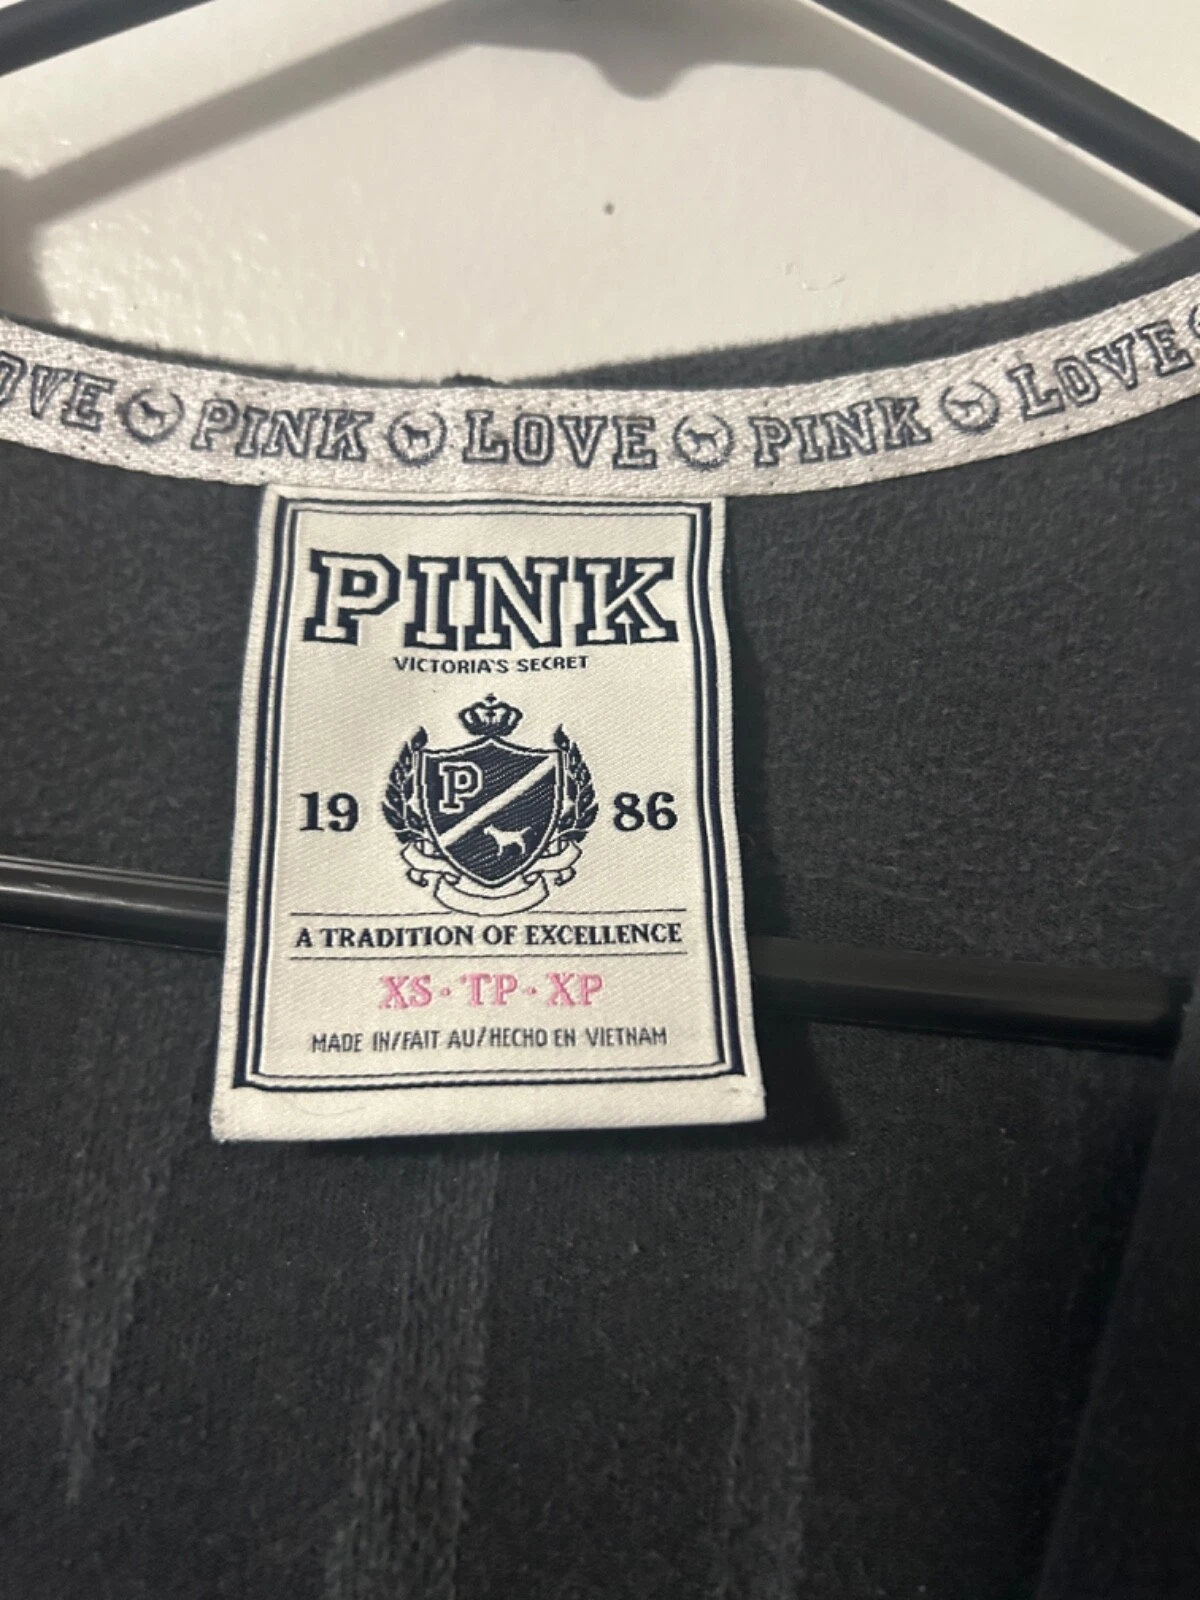 OVE PINK LOVE PINK LOVE
PINK
VICTORIA'S SECRET
P
19 86
A TRADITION OF EXCELLENCE
XS · TP · XP
MADE IN/FAIT AU/HECHO EN VIETNAM